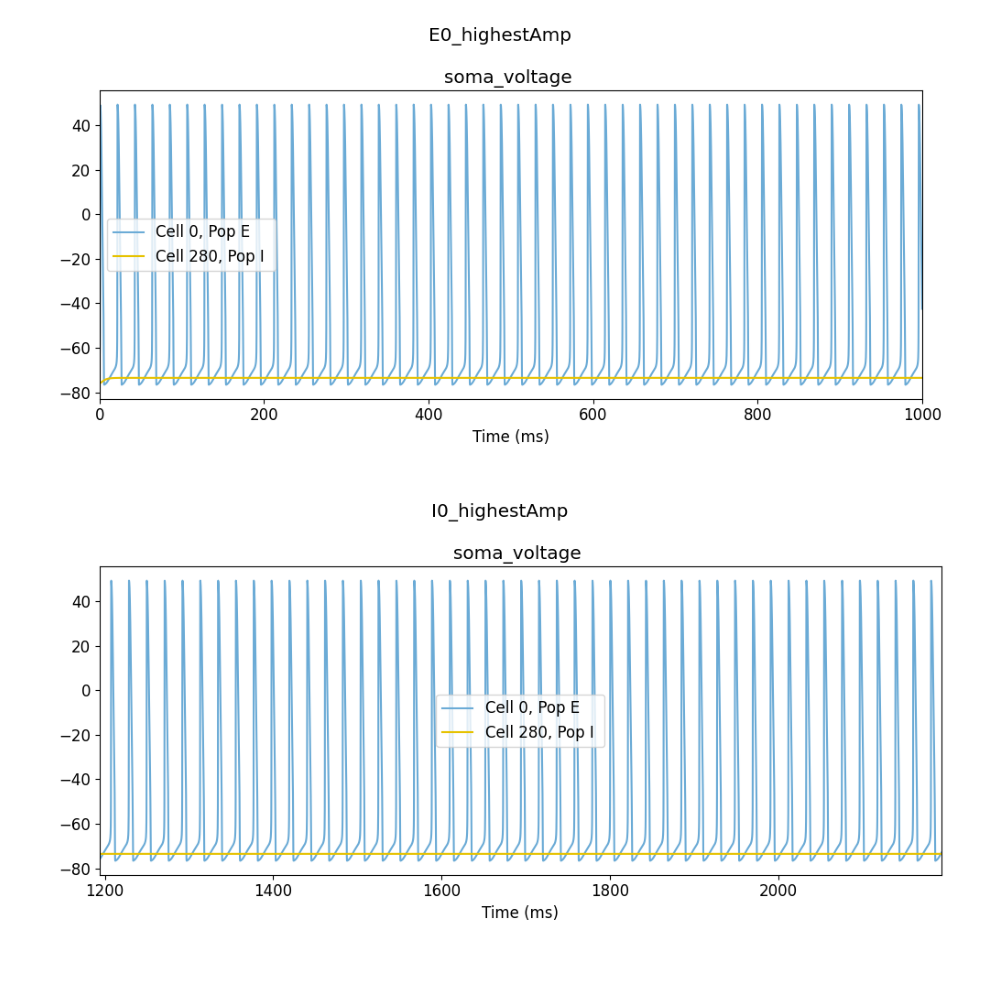 E0_highestAmp
soma_voltage
40
20
0
−20
−40
−60
−80
Cell 0, Pop E
Cell 280, Pop I
0 200 400 600 800 1000
Time (ms)
I0_highestAmp
soma_voltage
40
20
0
−20
−40
−60
−80
Cell 0, Pop E
Cell 280, Pop I
1200 1400 1600 1800 2000
Time (ms)